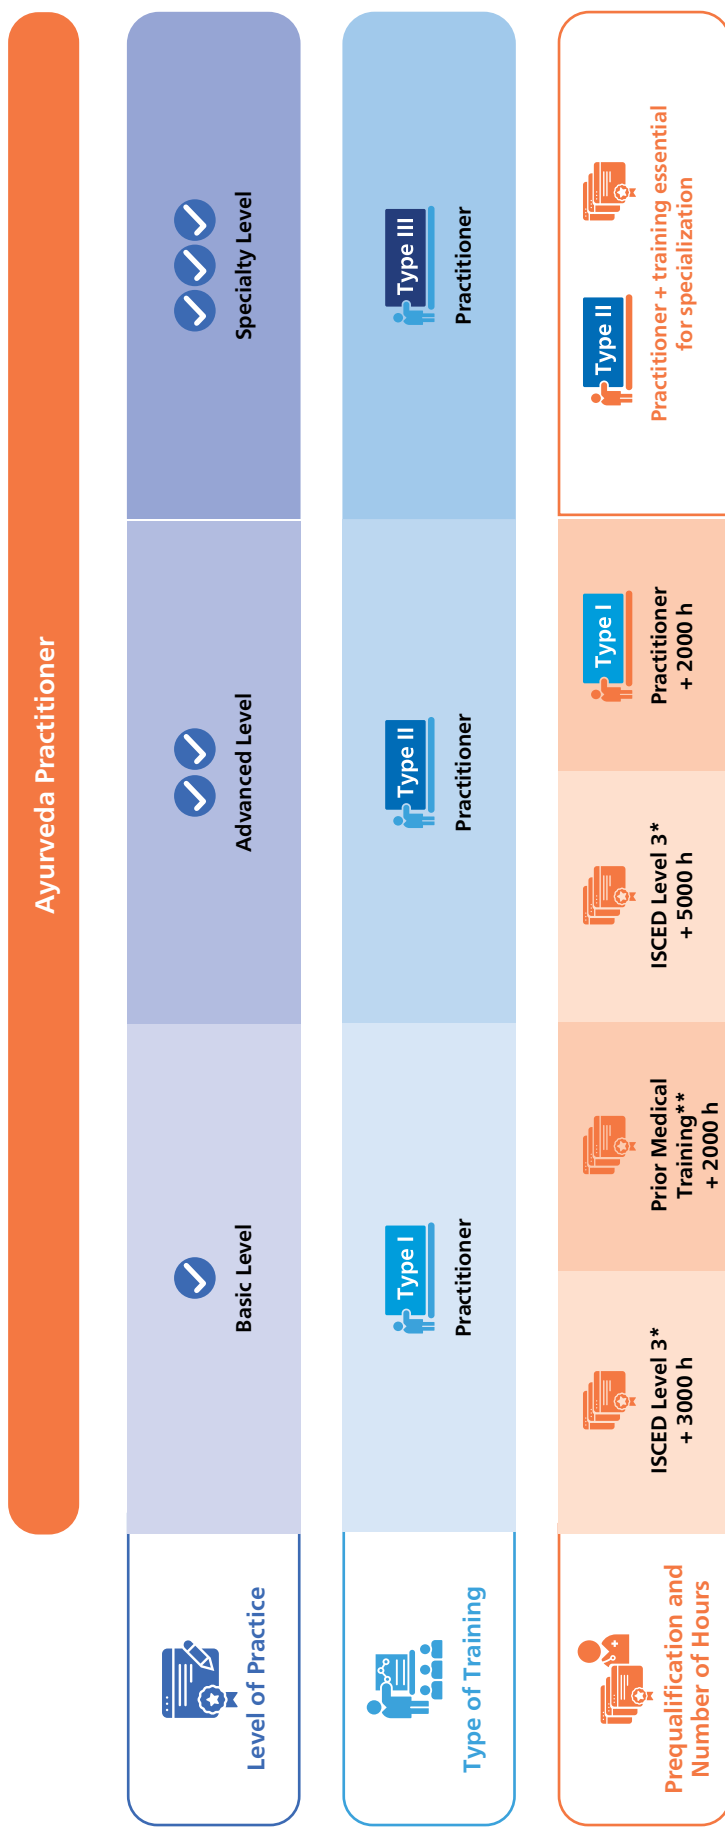 Ayurveda Practitioner
Level of Practice
Basic Level
Advanced Level
Specialty Level
Type of Training
Type I
Practitioner
Type II
Practitioner
Type III
Practitioner
Prequalification and
Number of Hours
ISCED Level 3*
+ 3000 h
Prior Medical
Training**
+ 2000 h
ISCED Level 3*
+ 5000 h
Type I
Practitioner
+ 2000 h
Type II
Practitioner + training essential
for specialization